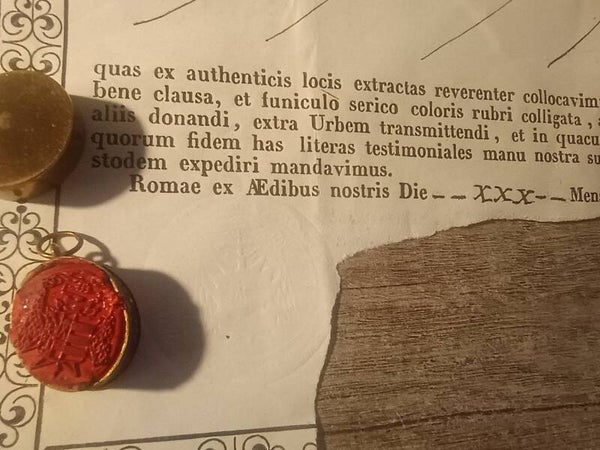 quas ex authenticis locis extractas reverenter collocavim
bene clausa, et funiculo serico coloris rubri colligata,
aliis donandi, extra Urbem transmittendi, et in quacu
quorum fidem has literas testimoniales manu nostra su
stodem expediri mandavimus.
Romae ex Ædibus nostris Die – – XXX – – Mens